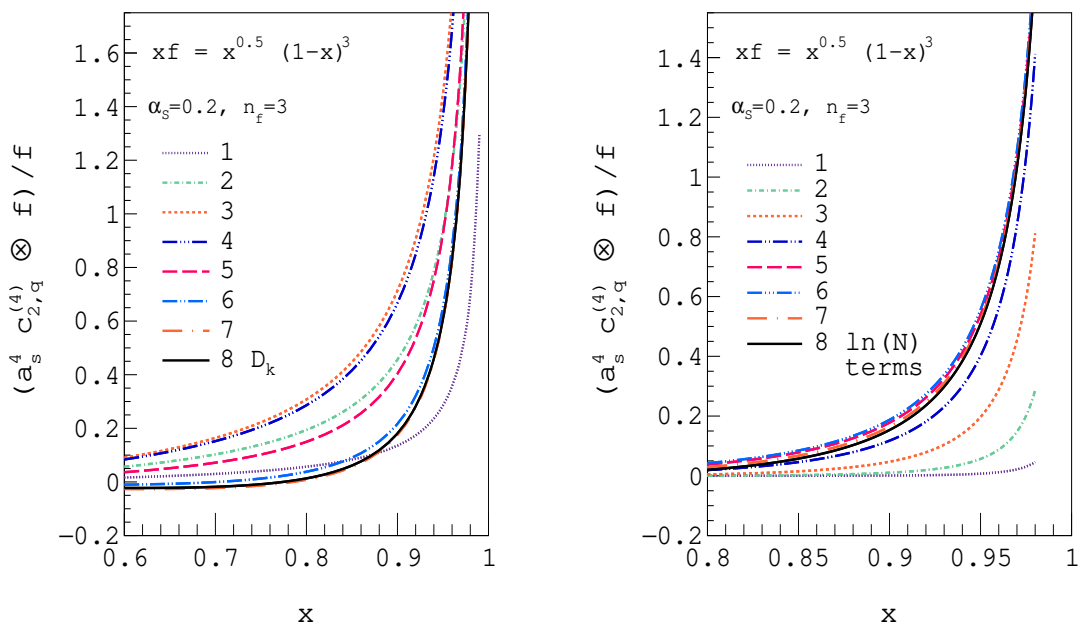 (a_s^4 c_{2,q}^{(4)} ⊗ f)/f
1.6
1.4
1.2
1
0.8
0.6
0.4
0.2
0
−0.2
xf = x^{0.5} (1-x)^3
α_s=0.2, n_f=3
1
2
3
4
5
6
7
8 D_k
0.6 0.7 0.8 0.9 1
x
(a_s^4 c_{2,q}^{(4)} ⊗ f)/f
1.4
1.2
1
0.8
0.6
0.4
0.2
0
−0.2
xf = x^{0.5} (1-x)^3
α_s=0.2, n_f=3
1
2
3
4
5
6
7
8 ln(N)
terms
0.8 0.85 0.9 0.95 1
x